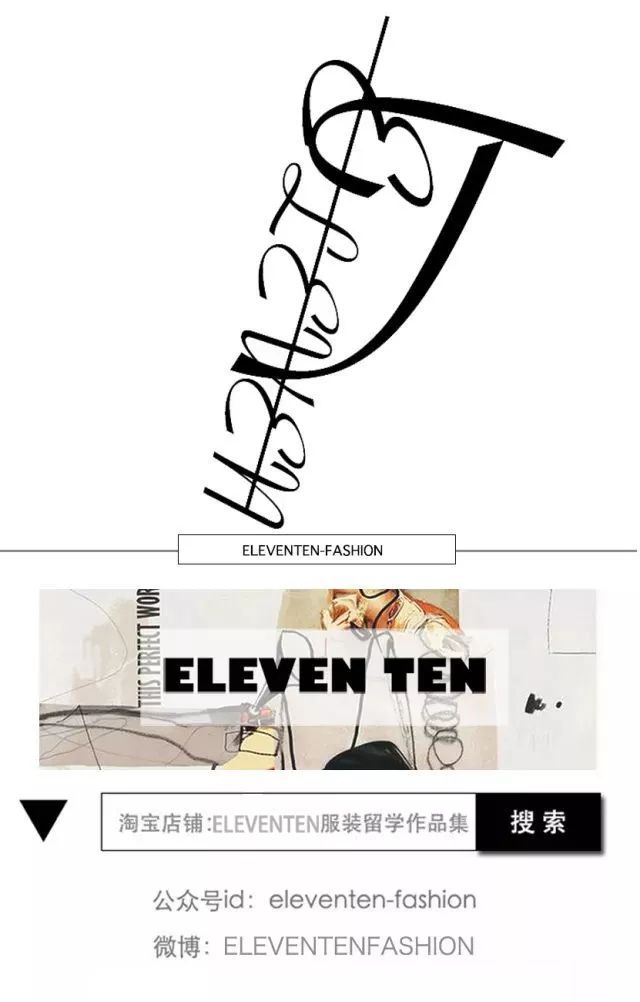 ELEVENTEN-FASHION
THIS PERFECT WOR
ELEVEN TEN
淘宝店铺:ELEVENTEN服装留学作品集
搜索
公众号id：eleventen-fashion
微博：ELEVENTENFASHION